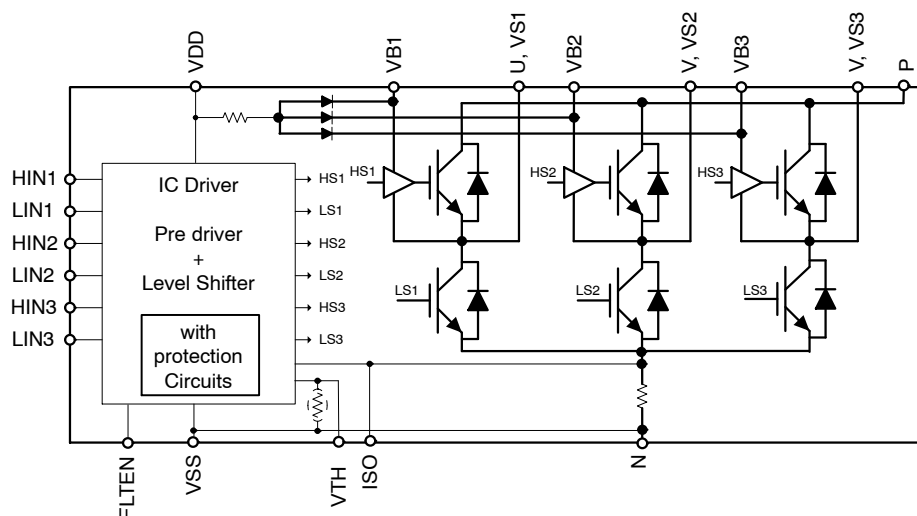 VDD
VB1
U, VS1
VB2
V, VS2
VB3
V, VS3
P
HIN1
LIN1
HIN2
LIN2
HIN3
LIN3
IC Driver
Pre driver
+
Level Shifter
with
protection
Circuits
HS1
LS1
HS2
LS2
HS3
LS3
HS1
HS2
HS3
LS1
LS2
LS3
FLTEN
VSS
VTH
ISO
N